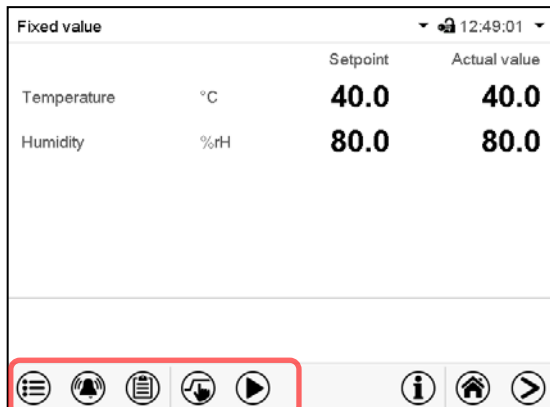 Fixed value 12:49:01
Setpoint Actual value
Temperature °C 40.0 40.0
Humidity %rH 80.0 80.0